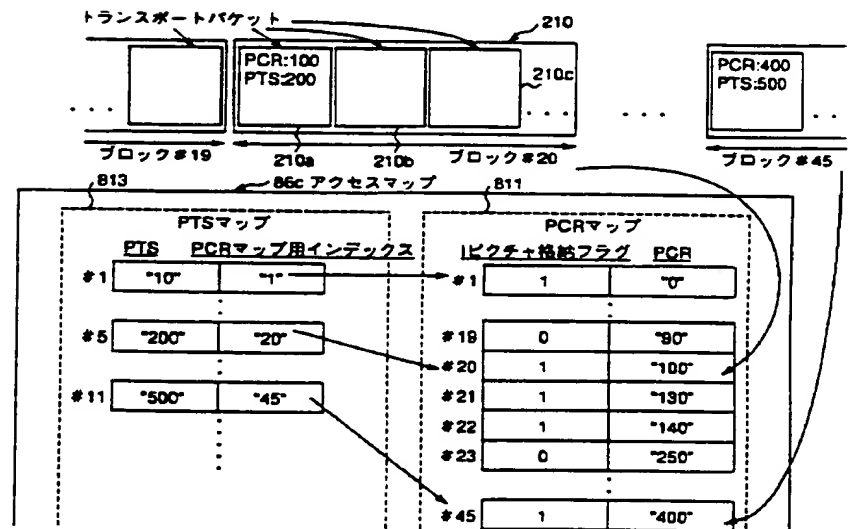 トランスポートパケット
210
PCR:100
PTS:200
210c
PCR:400
PTS:500
. . .
. . . .
. . .
. .
ブロック#19
210a
210b
ブロック#20
ブロック#45
813
86c アクセスマップ
811
PTSマップ
PTS PCRマップ用インデックス
#1 "10" "1"
#5 "200" "20"
#11 "500" "45"
PCRマップ
Iピクチャ格納フラグ PCR
#1 1 "0"
#19 0 "90"
#20 1 "100"
#21 1 "130"
#22 1 "140"
#23 0 "250"
#45 1 "400"